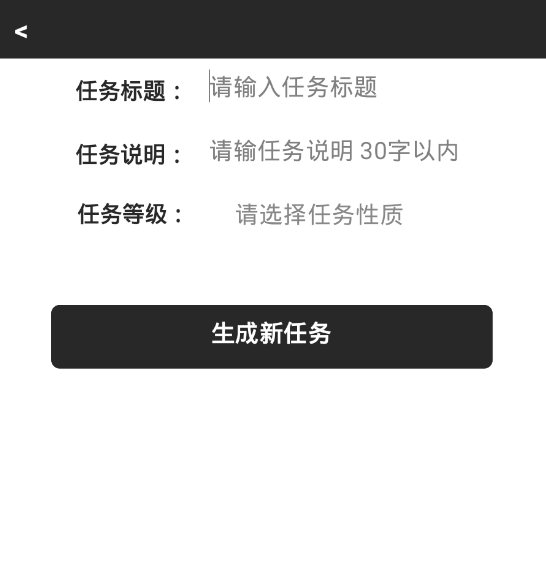 <
任务标题： 请输入任务标题
任务说明： 请输任务说明 30字以内
任务等级： 请选择任务性质
生成新任务